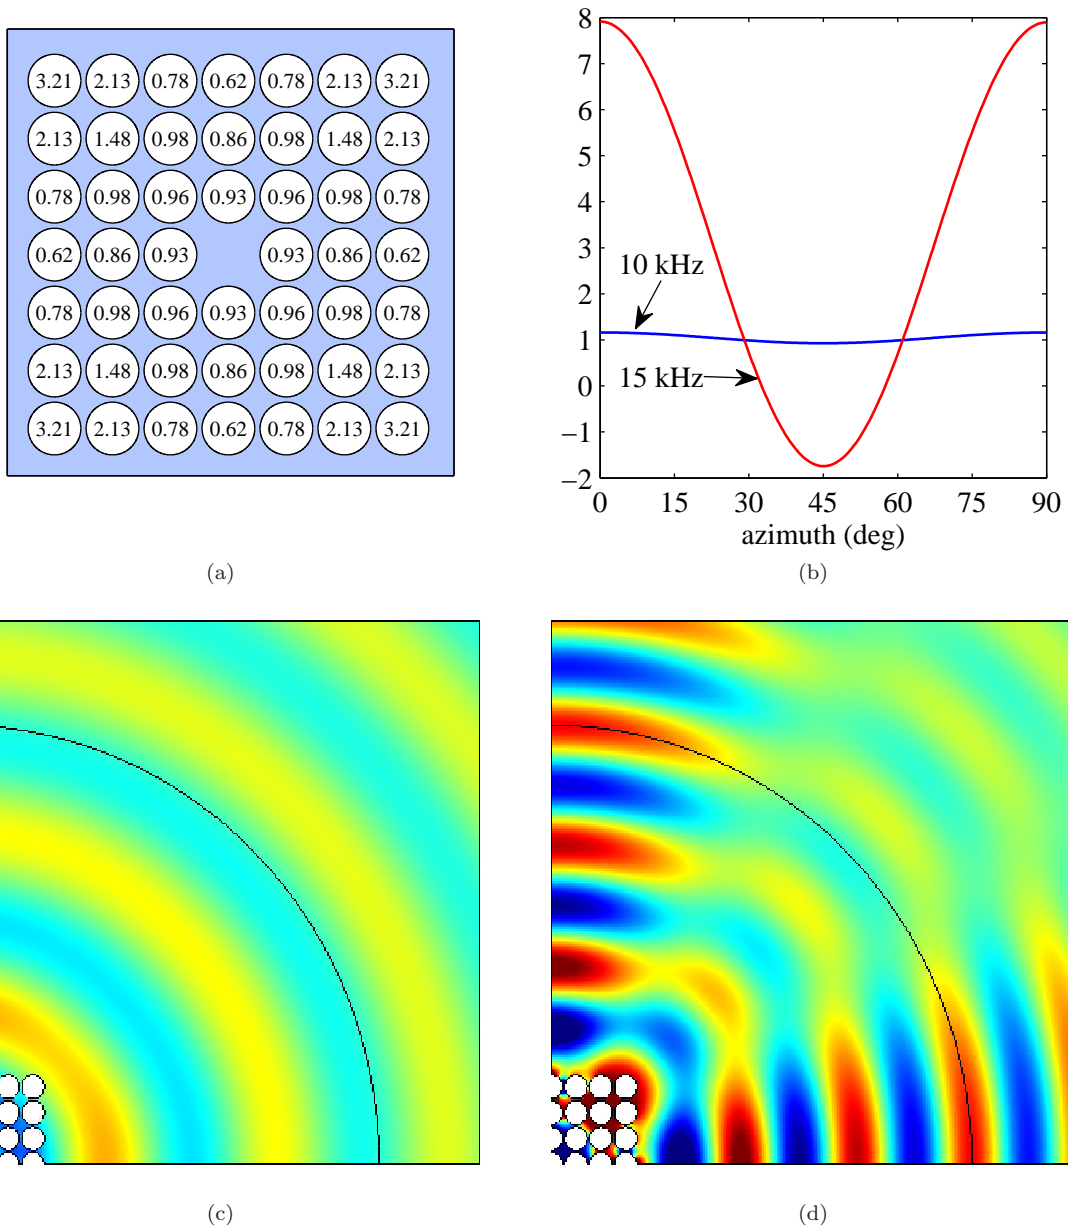 3.21 2.13 0.78 0.62 0.78 2.13 3.21
2.13 1.48 0.98 0.86 0.98 1.48 2.13
0.78 0.98 0.96 0.93 0.96 0.98 0.78
0.62 0.86 0.93 0.93 0.86 0.62
0.78 0.98 0.96 0.93 0.96 0.98 0.78
2.13 1.48 0.98 0.86 0.98 1.48 2.13
3.21 2.13 0.78 0.62 0.78 2.13 3.21
(a)
8
7
6
5
4
3
2
1
0
−1
−2
10 kHz
15 kHz
0 15 30 45 60 75 90
azimuth (deg)
(b)
(c)
(d)